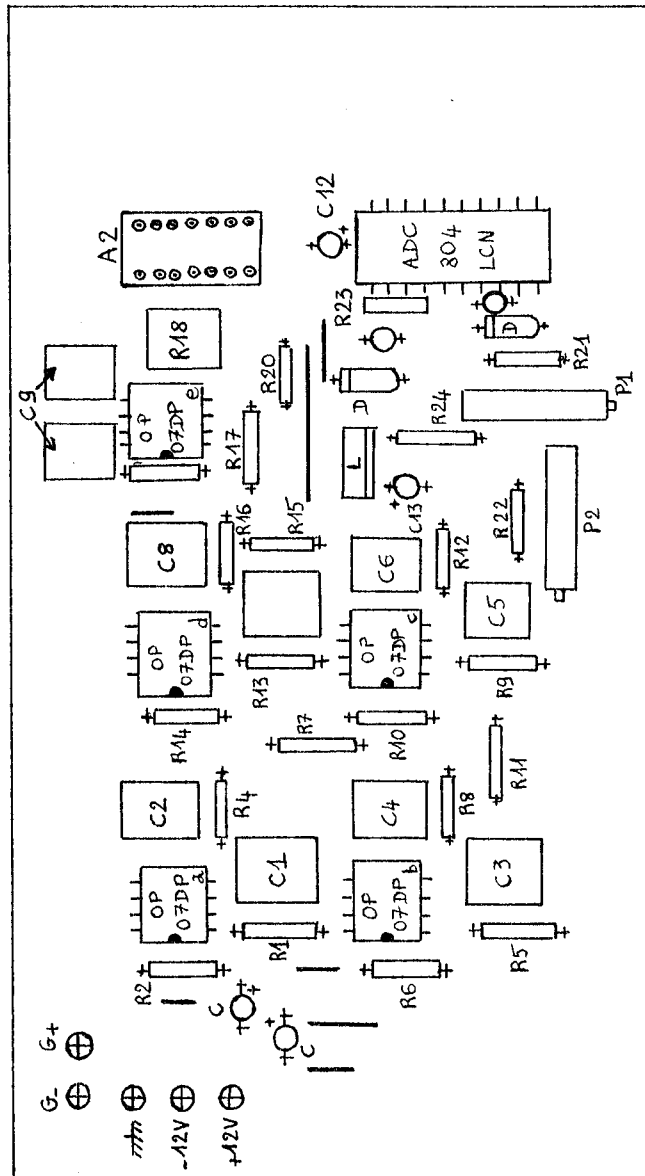 A2
C12
ADC
804
LCN
R18
R23
C9
OP
07DP
e
R20
D
R21
D
P1
R17
R24
L
C8
R16
R15
C13
C6
R12
R22
P2
C5
OP
07DP
d
OP
07DP
c
R13
R9
R14
R7
R10
R11
C2
R4
C4
R8
OP
07DP
a
C1
OP
07DP
b
C3
R1
R5
R2
R6
C
C
G+
G-
-12V
+12V